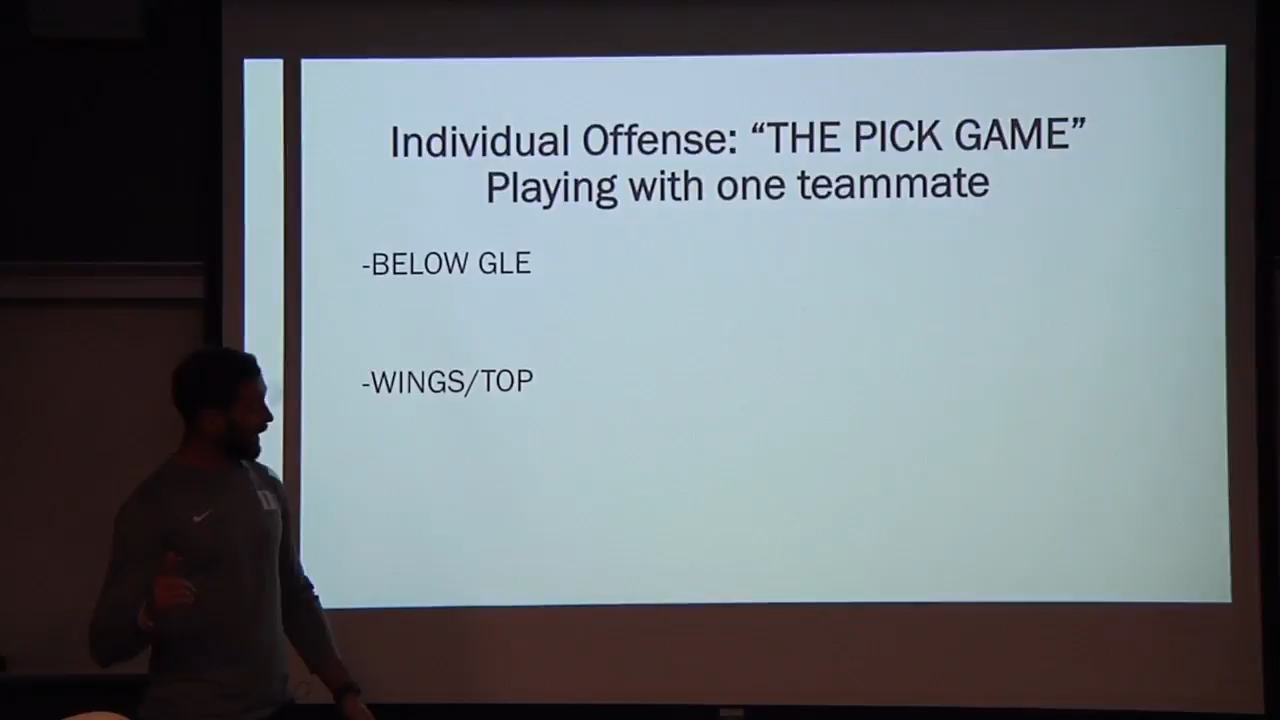 Individual Offense: “THE PICK GAME”
Playing with one teammate
-BELOW GLE
-WINGS/TOP